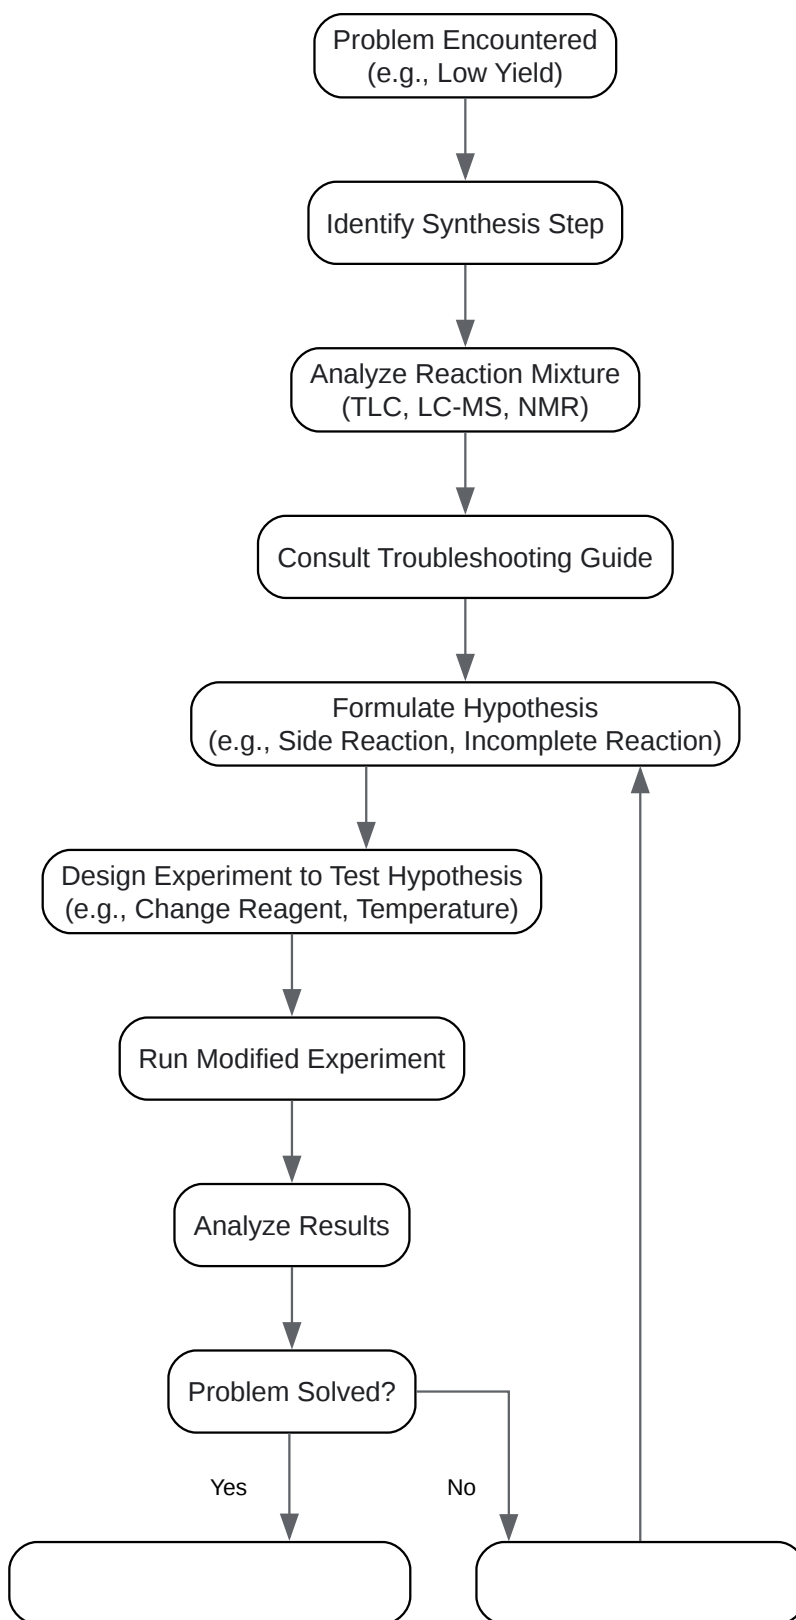 Problem Encountered
(e.g., Low Yield)
Identify Synthesis Step
Analyze Reaction Mixture
(TLC, LC-MS, NMR)
Consult Troubleshooting Guide
Formulate Hypothesis
(e.g., Side Reaction, Incomplete Reaction)
Design Experiment to Test Hypothesis
(e.g., Change Reagent, Temperature)
Run Modified Experiment
Analyze Results
Problem Solved?
Yes
No